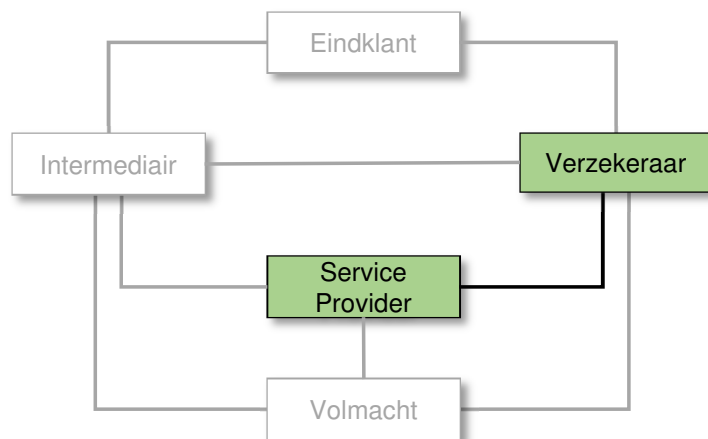 Eindklant
Intermediair
Verzekeraar
Service
Provider
Volmacht